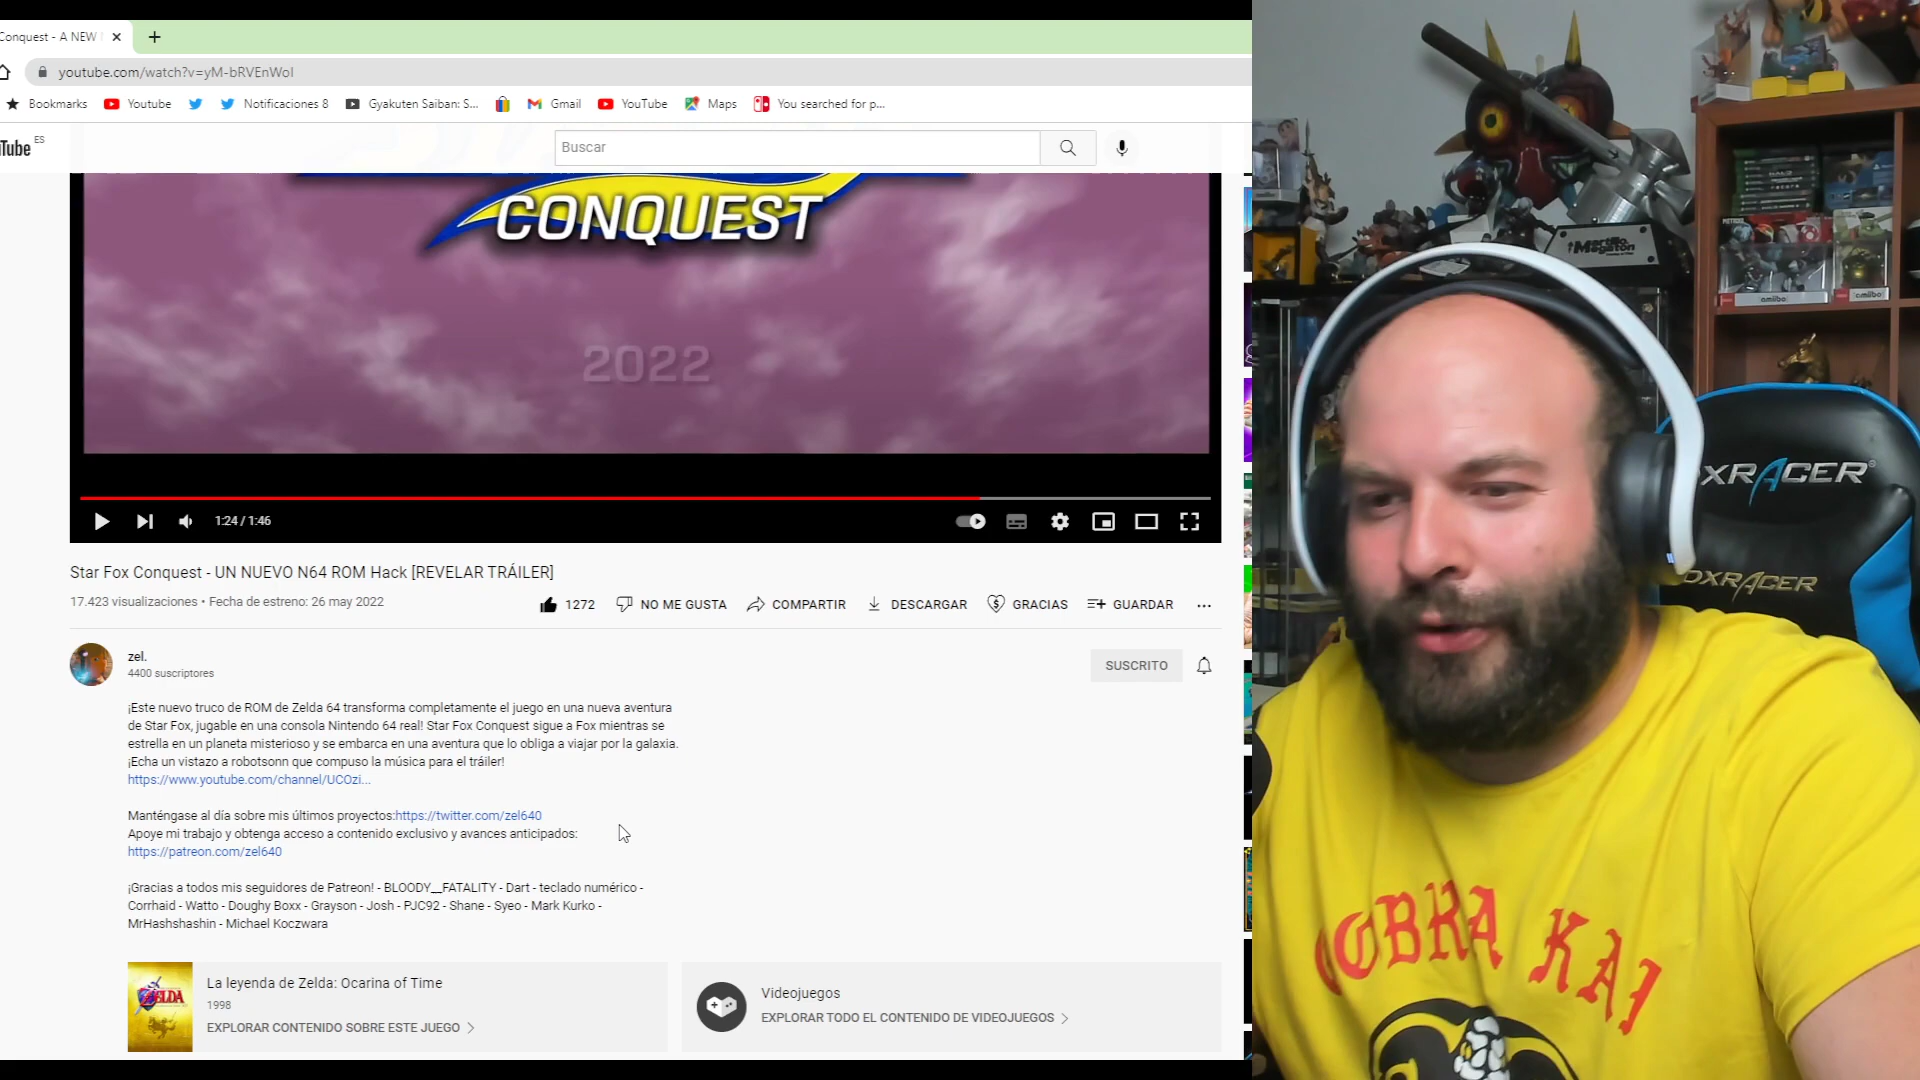 Conquest - A NEW
youtube.com/watch?v=yM-bRVEnWoI
Bookmarks Youtube Notificaciones 8 Gyakuten Saiban: S... Gmail YouTube Maps You searched for p...
Tube ES
Buscar
CONQUEST
2022
1:24 / 1:46
Star Fox Conquest - UN NUEVO N64 ROM Hack [REVELAR TRÁILER]
17.423 visualizaciones • Fecha de estreno: 26 may 2022
1272 NO ME GUSTA COMPARTIR DESCARGAR GRACIAS GUARDAR
zel.
4400 suscriptores
SUSCRITO
¡Este nuevo truco de ROM de Zelda 64 transforma completamente el juego en una nueva aventura
de Star Fox, jugable en una consola Nintendo 64 real! Star Fox Conquest sigue a Fox mientras se
estrella en un planeta misterioso y se embarca en una aventura que lo obliga a viajar por la galaxia.
¡Echa un vistazo a robotsonn que compuso la música para el tráiler!
https://www.youtube.com/channel/UCOzi...
Manténgase al día sobre mis últimos proyectos:https://twitter.com/zel640
Apoye mi trabajo y obtenga acceso a contenido exclusivo y avances anticipados:
https://patreon.com/zel640
¡Gracias a todos mis seguidores de Patreon! - BLOODY__FATALITY - Dart - teclado numérico -
Corrhaid - Watto - Doughy Boxx - Grayson - Josh - PJC92 - Shane - Syeo - Mark Kurko -
MrHashshashin - Michael Koczwara
ZELDA
La leyenda de Zelda: Ocarina of Time
1998
EXPLORAR CONTENIDO SOBRE ESTE JUEGO
Videojuegos
EXPLORAR TODO EL CONTENIDO DE VIDEOJUEGOS
Martillo
Megatón
METROID
HALO
amiibo
amiibo
DXRACER
DXRACER
COBRA KAI